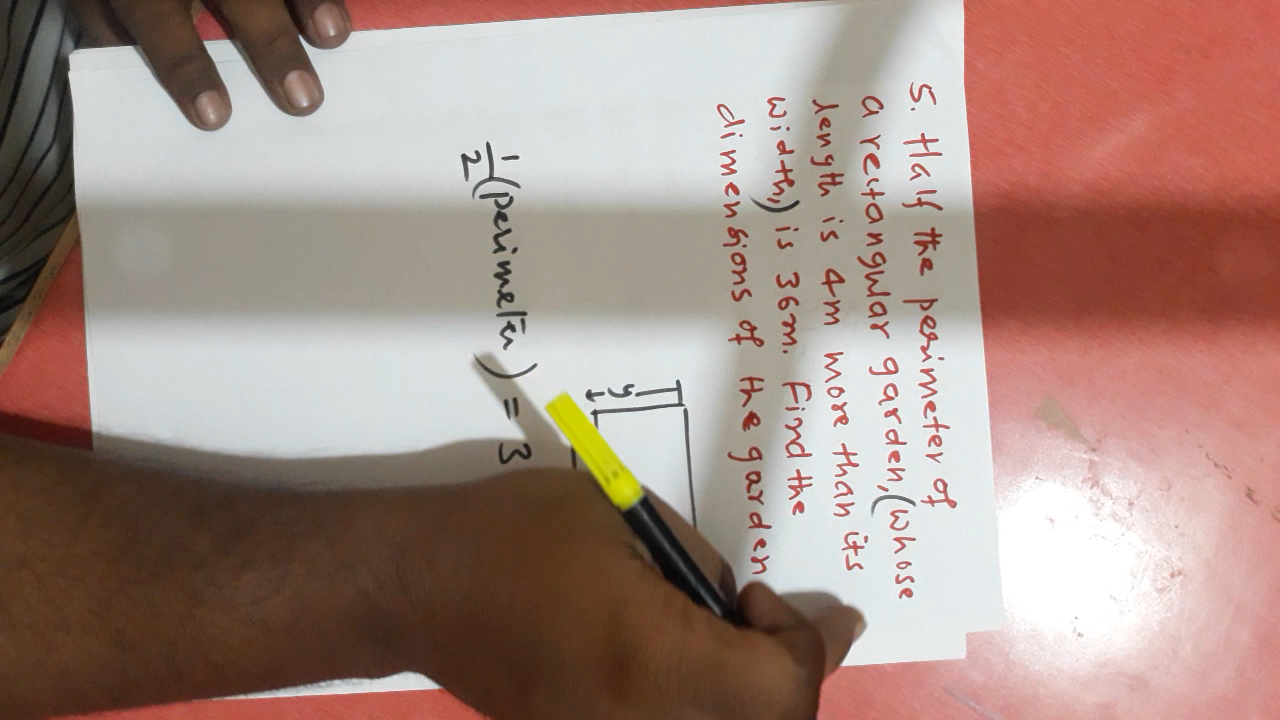 5. Half the perimeter of
a rectangular garden, (whose
length is 4m more than its
width,) is 36m. Find the
dimensions of the garden
y
1/2 (perimeter) = 3